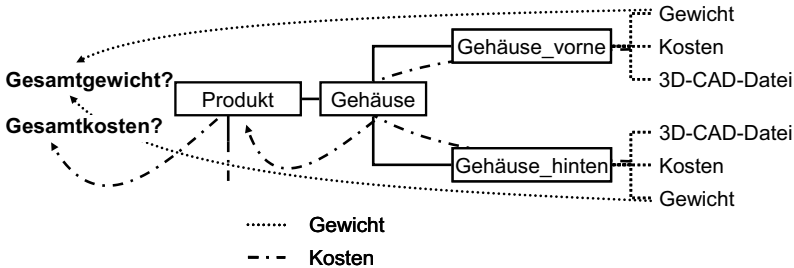 Gewicht
Gehäuse_vorne
Kosten
3D-CAD-Datei
Gesamtgewicht?
Produkt
Gehäuse
Gesamtkosten?
3D-CAD-Datei
Gehäuse_hinten
Kosten
Gewicht
Gewicht
Kosten